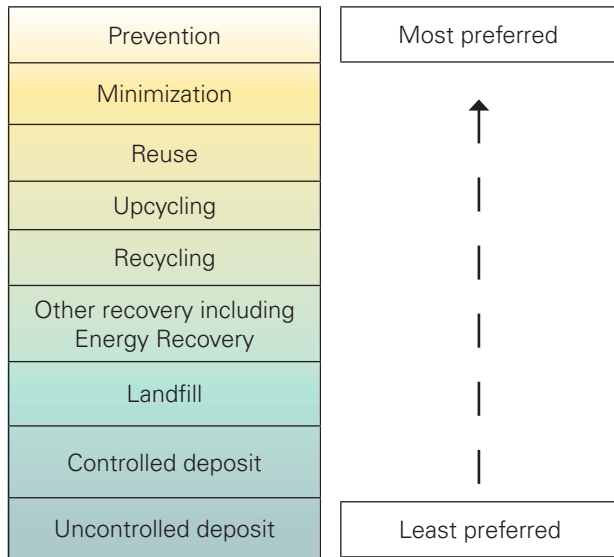 Prevention
Most preferred
Minimization
Reuse
Upcycling
Recycling
Other recovery including
Energy Recovery
Landfill
Controlled deposit
Uncontrolled deposit
Least preferred